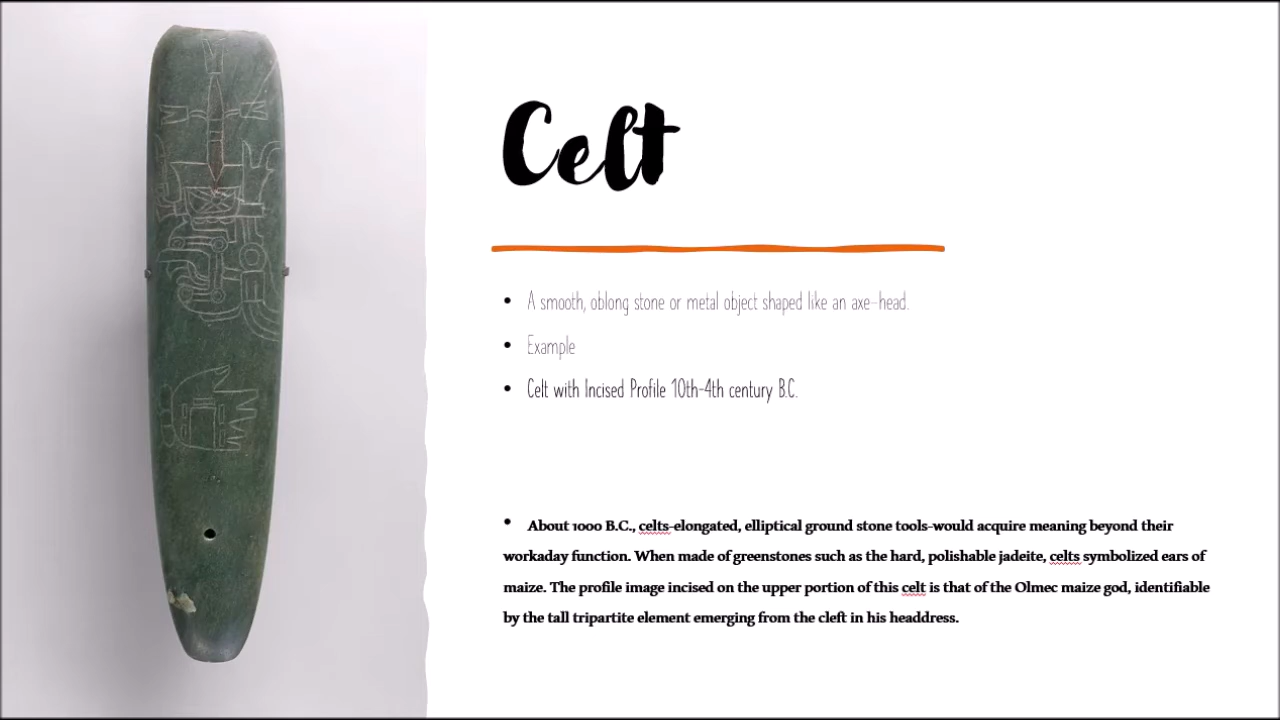 Celt
• A smooth, oblong stone or metal object shaped like an axe-head.
• Example
• Celt with Incised Profile 10th-4th century B.C.
• About 1000 B.C., celts-elongated, elliptical ground stone tools-would acquire meaning beyond their
workaday function. When made of greenstones such as the hard, polishable jadeite, celts symbolized ears of
maize. The profile image incised on the upper portion of this celt is that of the Olmec maize god, identifiable
by the tall tripartite element emerging from the cleft in his headdress.